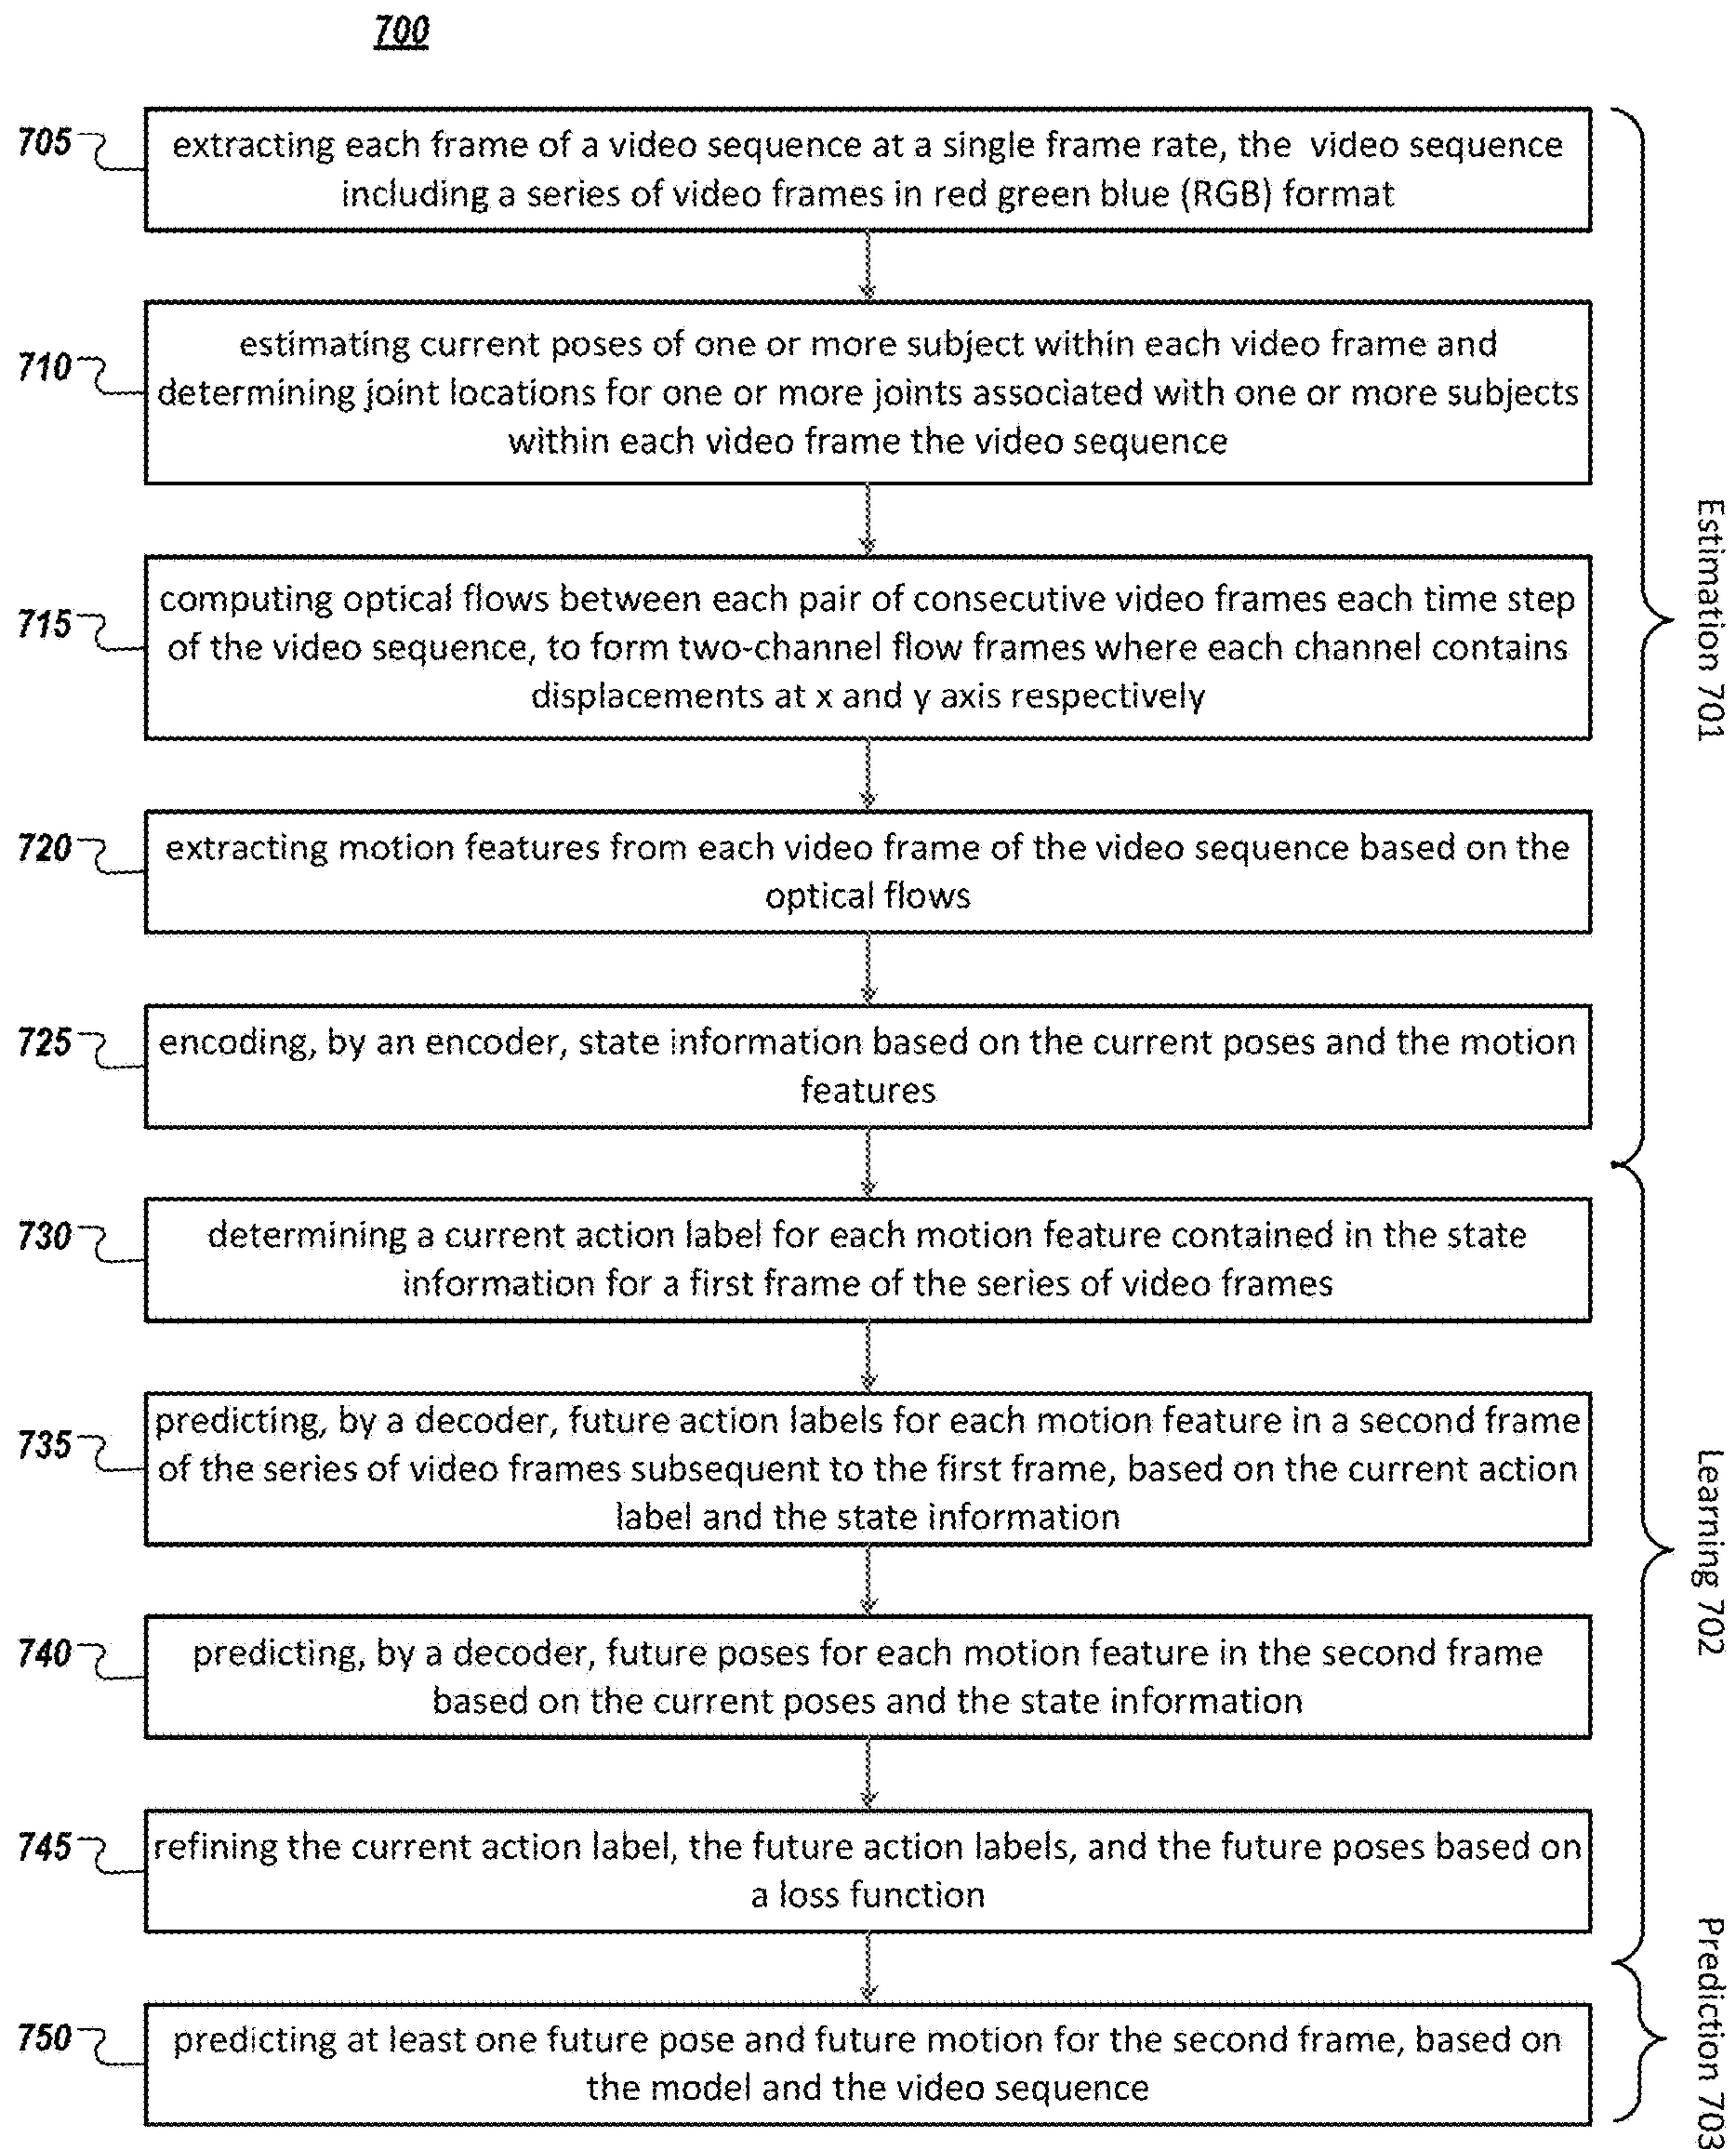 700
705
extracting each frame of a video sequence at a single frame rate, the video sequence
including a series of video frames in red green blue (RGB) format
710
estimating current poses of one or more subject within each video frame and
determining joint locations for one or more joints associated with one or more subjects
within each video frame the video sequence
715
computing optical flows between each pair of consecutive video frames each time step
of the video sequence, to form two-channel flow frames where each channel contains
displacements at x and y axis respectively
720
extracting motion features from each video frame of the video sequence based on the
optical flows
725
encoding, by an encoder, state information based on the current poses and the motion
features
Estimation 701
730
determining a current action label for each motion feature contained in the state
information for a first frame of the series of video frames
735
predicting, by a decoder, future action labels for each motion feature in a second frame
of the series of video frames subsequent to the first frame, based on the current action
label and the state information
740
predicting, by a decoder, future poses for each motion feature in the second frame
based on the current poses and the state information
745
refining the current action label, the future action labels, and the future poses based on
a loss function
Learning 702
750
predicting at least one future pose and future motion for the second frame, based on
the model and the video sequence
Prediction 703